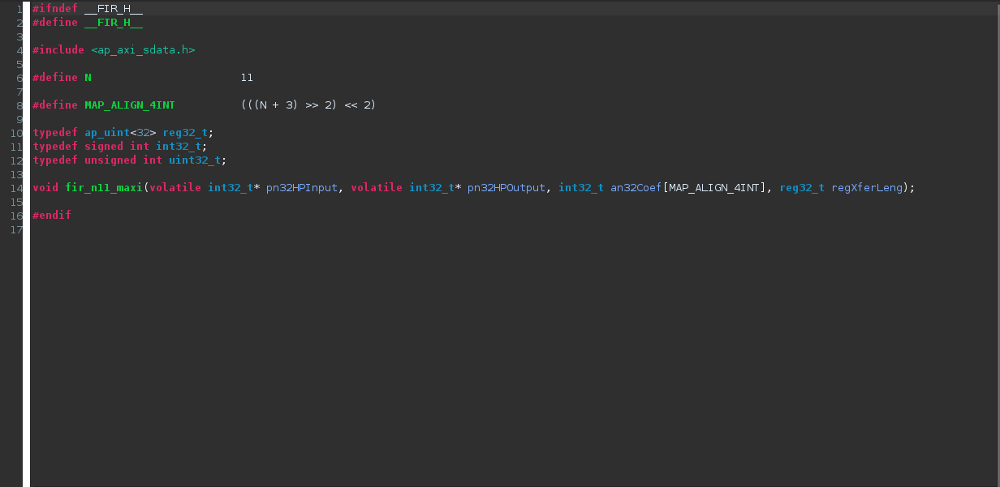 1 #ifndef __FIR_H__
2 #define __FIR_H__
3
4 #include <ap_axi_sdata.h>
5
6 #define N                       11
7
8 #define MAP_ALIGN_4INT          (((N + 3) >> 2) << 2)
9
10 typedef ap_uint<32> reg32_t;
11 typedef signed int int32_t;
12 typedef unsigned int uint32_t;
13
14 void fir_n11_maxi(volatile int32_t* pn32HPInput, volatile int32_t* pn32HPOutput, int32_t an32Coef[MAP_ALIGN_4INT], reg32_t regXferLeng);
15
16 #endif
17